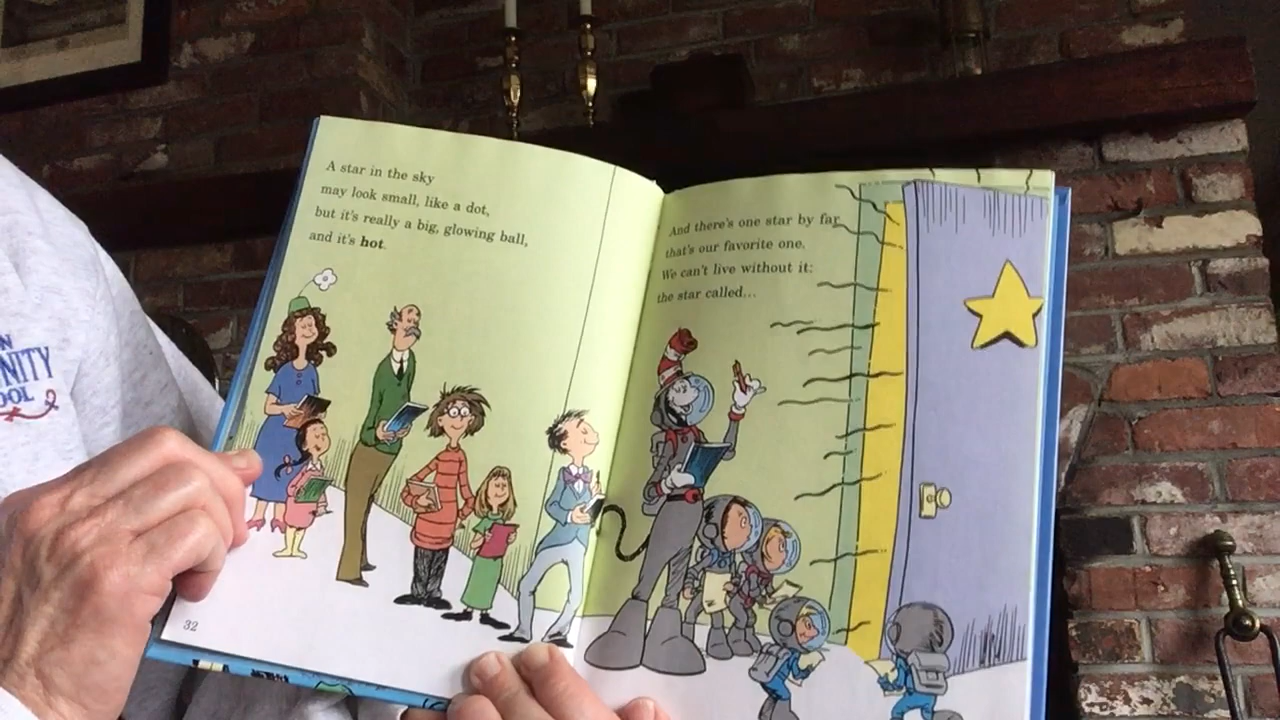 A star in the sky
may look small, like a dot,
but it's really a big, glowing ball,
and it's hot.
And there's one star by far
that's our favorite one.
We can't live without it:
the star called...
32
NITY